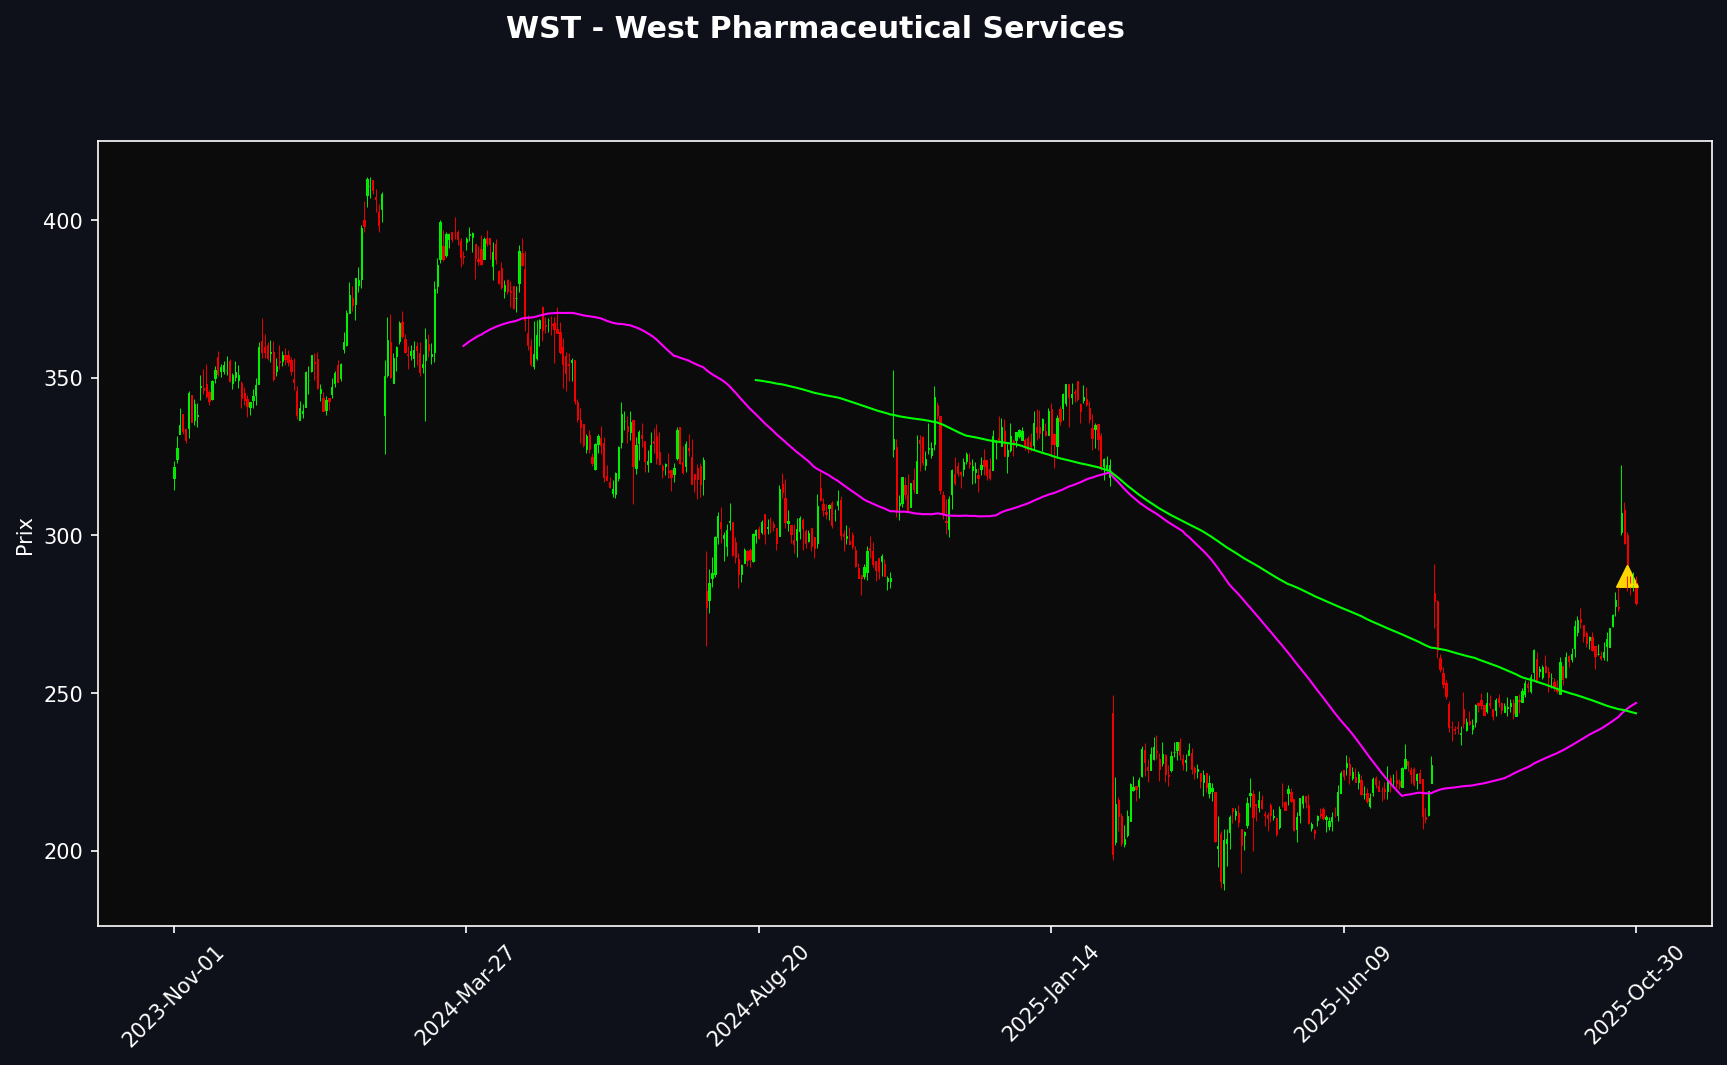 WST - West Pharmaceutical Services
Prix
400
350
300
250
200
2023-Nov-01
2024-Mar-27
2024-Aug-20
2025-Jan-14
2025-Jun-09
2025-Oct-30